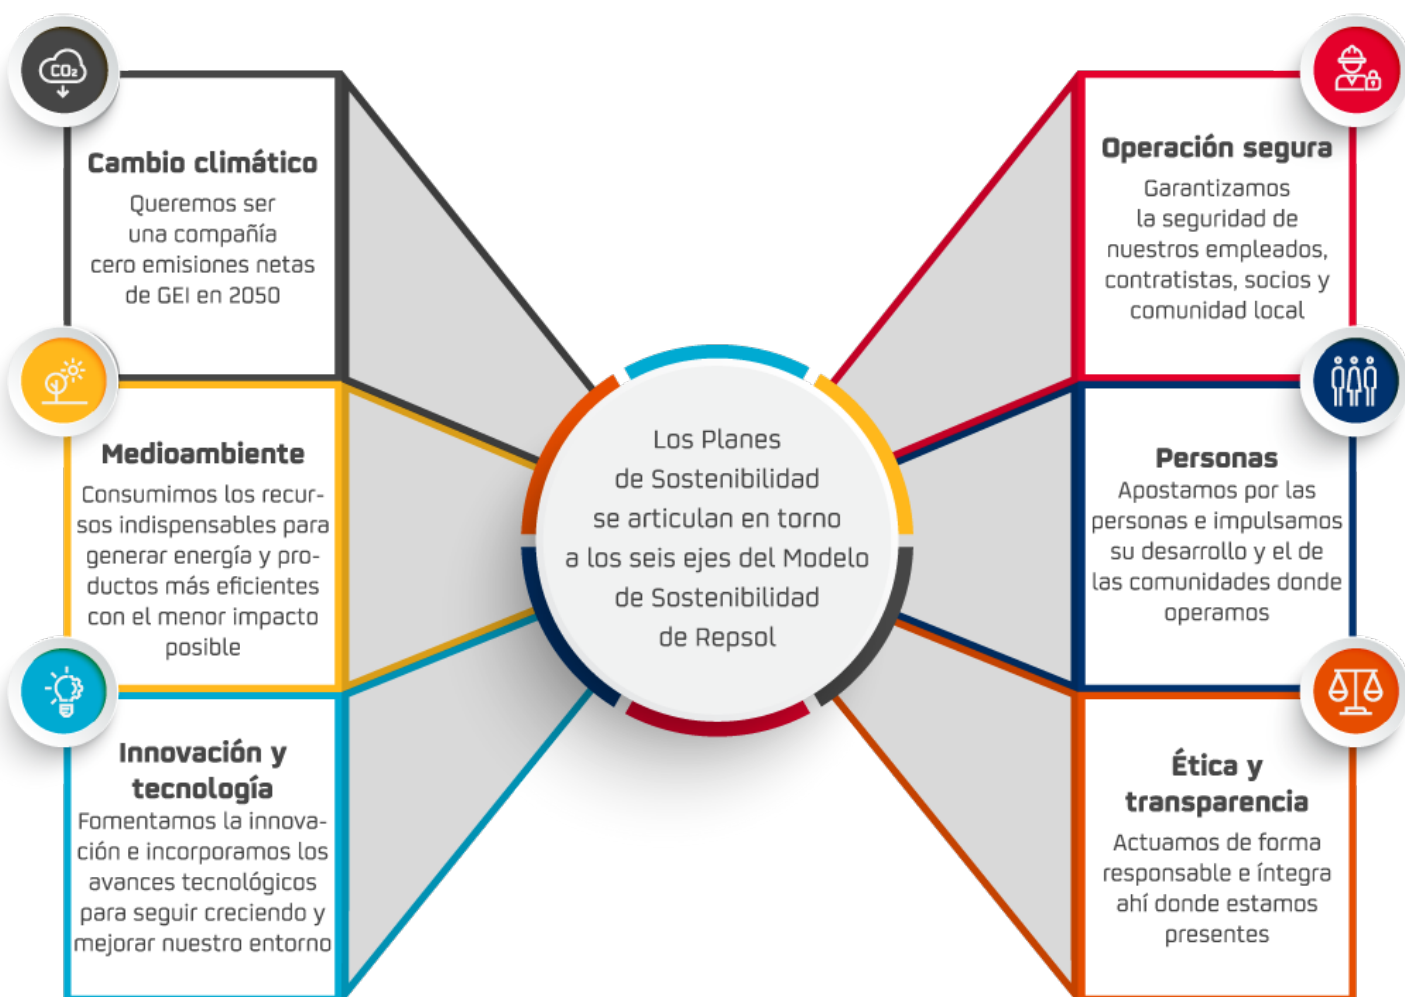 CO₂
Cambio climático
Queremos ser
una compañía
cero emisiones netas
de GEI en 2050
Medioambiente
Consumimos los recur-
sos indispensables para
generar energía y pro-
ductos más eficientes
con el menor impacto
posible
Innovación y
tecnología
Fomentamos la innova-
ción e incorporamos los
avances tecnológicos
para seguir creciendo y
mejorar nuestro entorno
Los Planes
de Sostenibilidad
se articulan en torno
a los seis ejes del Modelo
de Sostenibilidad
de Repsol
Operación segura
Garantizamos
la seguridad de
nuestros empleados,
contratistas, socios y
comunidad local
Personas
Apostamos por las
personas e impulsamos
su desarrollo y el de
las comunidades donde
operamos
Ética y
transparencia
Actuamos de forma
responsable e íntegra
ahí donde estamos
presentes